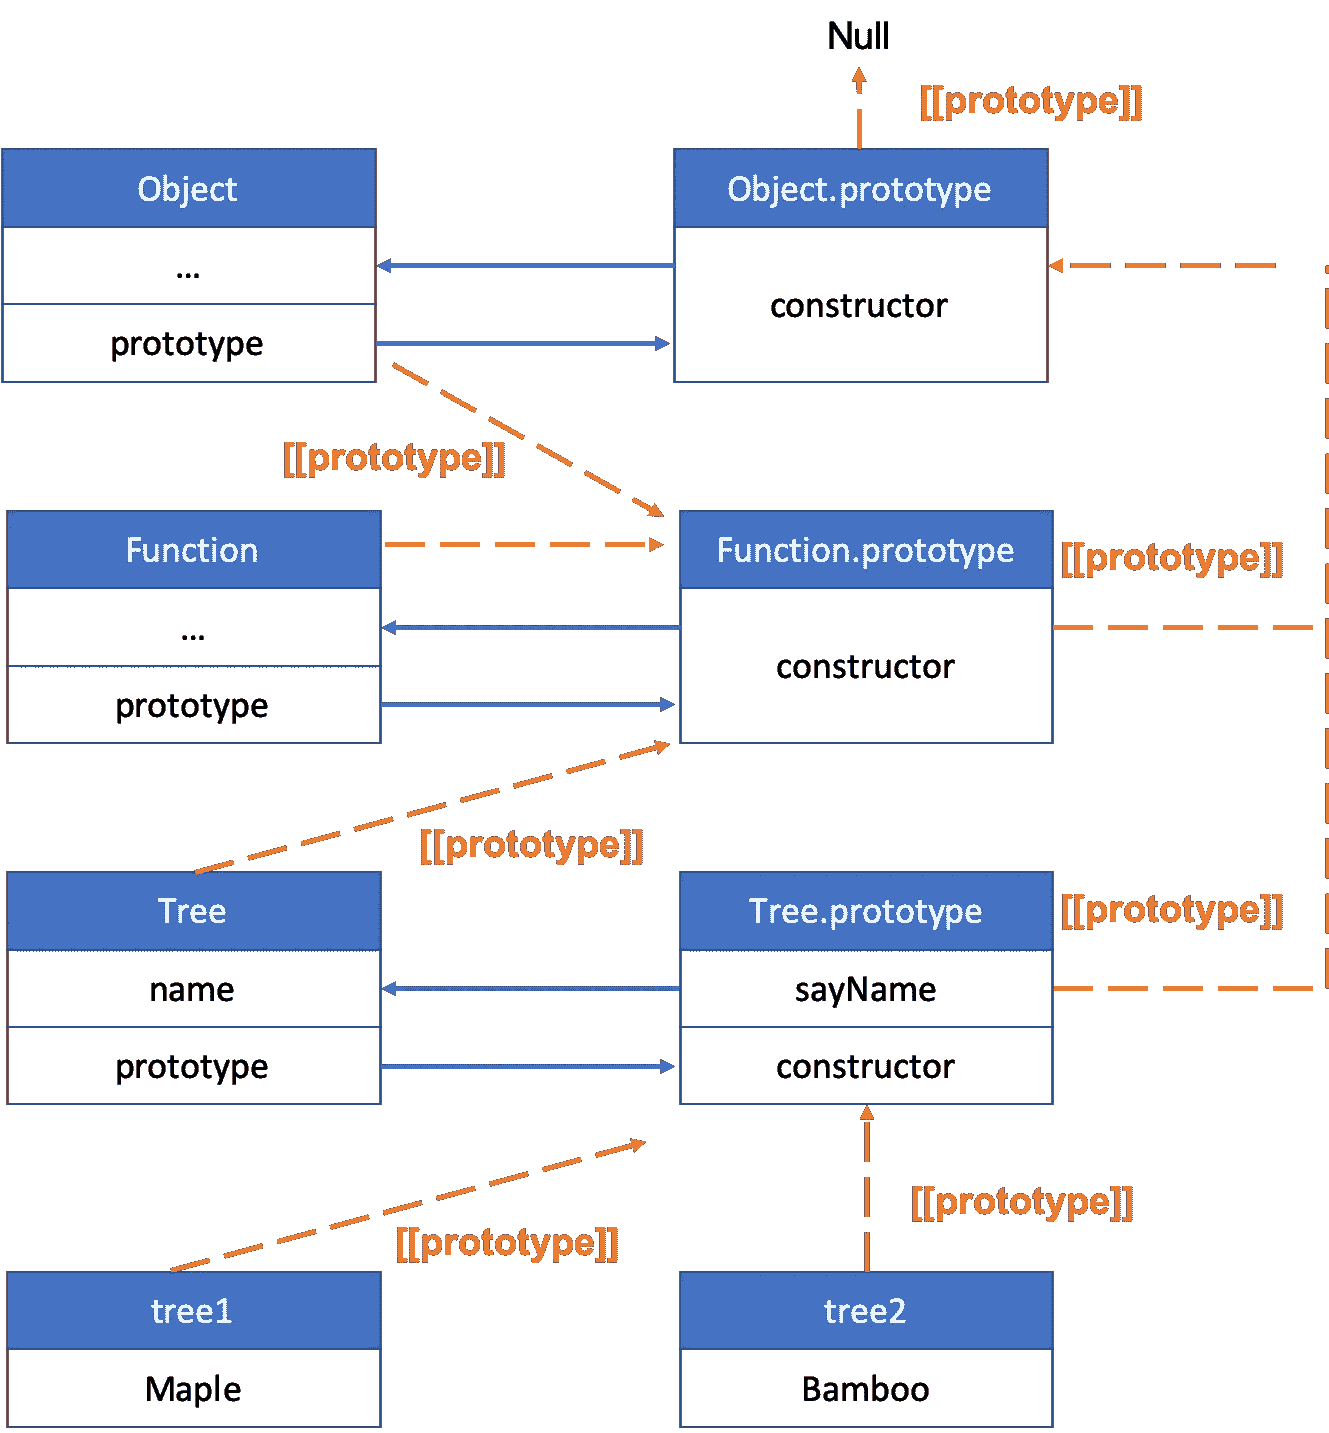 Null
[[prototype]]
Object
Object.prototype
...
constructor
prototype
[[prototype]]
Function
Function.prototype
[[prototype]]
...
constructor
prototype
[[prototype]]
Tree
Tree.prototype
[[prototype]]
name
sayName
prototype
constructor
[[prototype]]
[[prototype]]
tree1
tree2
Maple
Bamboo